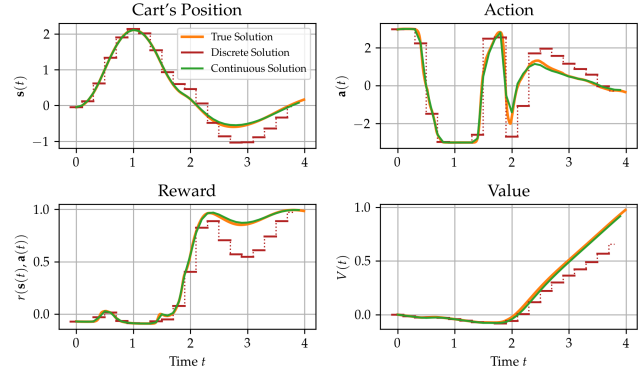 Cart's Position
Action
2
1
0
−1
s(t)
True Solution
Discrete Solution
Continuous Solution
0 1 2 3 4
2
0
−2
a(t)
0 1 2 3 4
Reward
Value
1.0
0.5
0.0
r(s(t), a(t))
0 1 2 3 4
Time t
1.0
0.5
0.0
V(t)
0 1 2 3 4
Time t